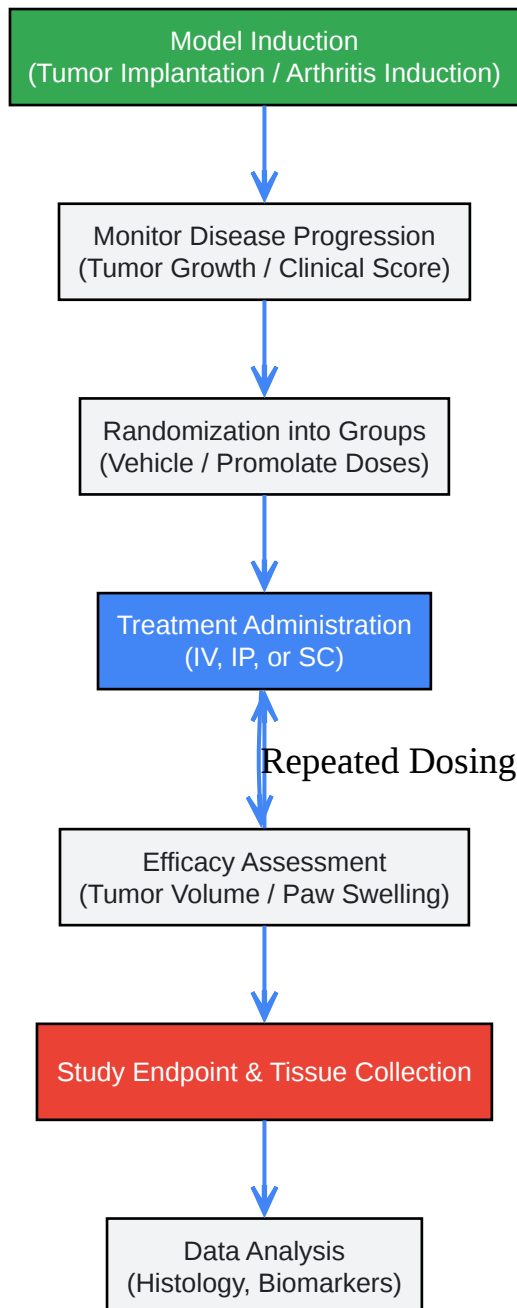 Model Induction
(Tumor Implantation / Arthritis Induction)
Monitor Disease Progression
(Tumor Growth / Clinical Score)
Randomization into Groups
(Vehicle / Promolate Doses)
Treatment Administration
(IV, IP, or SC)
Repeated Dosing
Efficacy Assessment
(Tumor Volume / Paw Swelling)
Study Endpoint & Tissue Collection
Data Analysis
(Histology, Biomarkers)